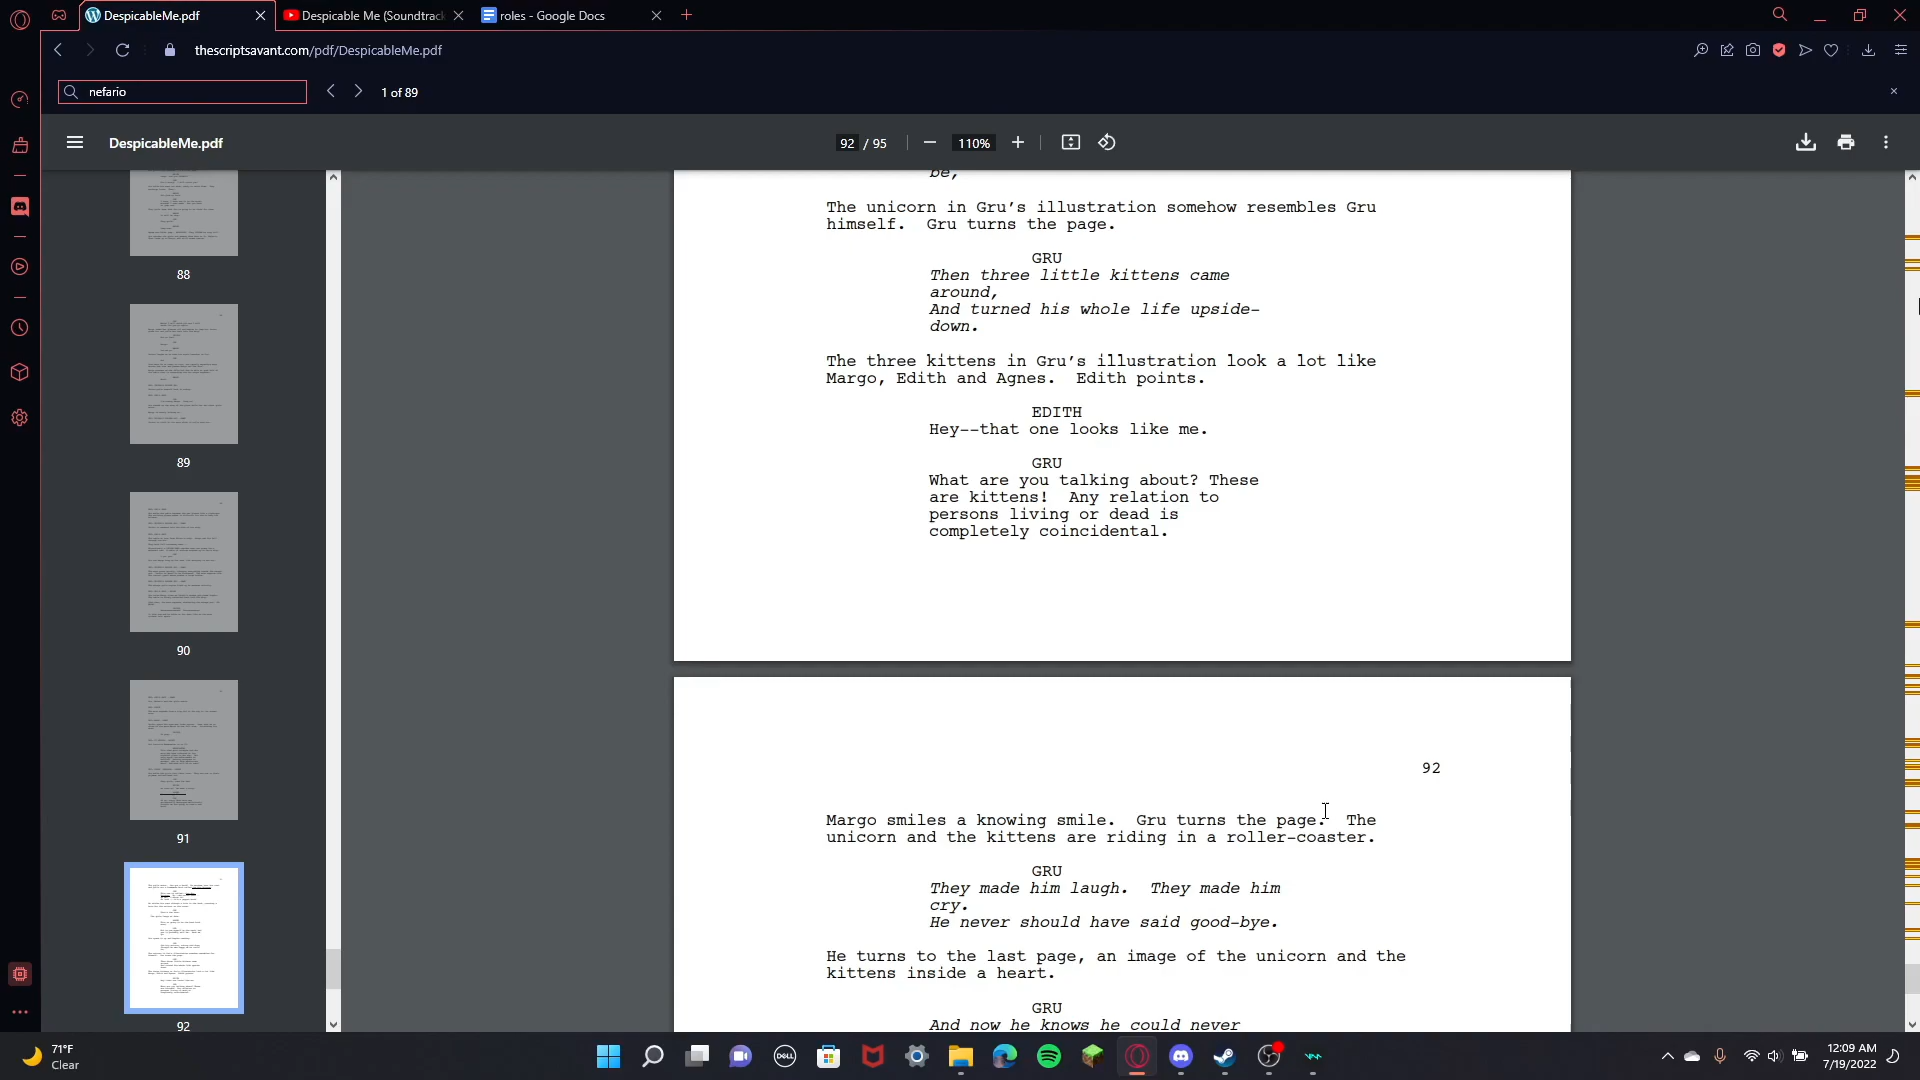 DespicableMe.pdf
Despicable Me (Soundtrac
roles - Google Docs
thescriptsavant.com/pdf/DespicableMe.pdf
nefario
1 of 89
DespicableMe.pdf
92 / 95
110%
88
89
90
91
92
be,
The unicorn in Gru's illustration somehow resembles Gru
himself. Gru turns the page.
GRU
Then three little kittens came
around,
And turned his whole life upside-
down.
The three kittens in Gru's illustration look a lot like
Margo, Edith and Agnes. Edith points.
EDITH
Hey--that one looks like me.
GRU
What are you talking about? These
are kittens! Any relation to
persons living or dead is
completely coincidental.
92
Margo smiles a knowing smile. Gru turns the page. The
unicorn and the kittens are riding in a roller-coaster.
GRU
They made him laugh. They made him
cry.
He never should have said good-bye.
He turns to the last page, an image of the unicorn and the
kittens inside a heart.
GRU
And now he knows he could never
71°F
Clear
DELL
12:09 AM
7/19/2022